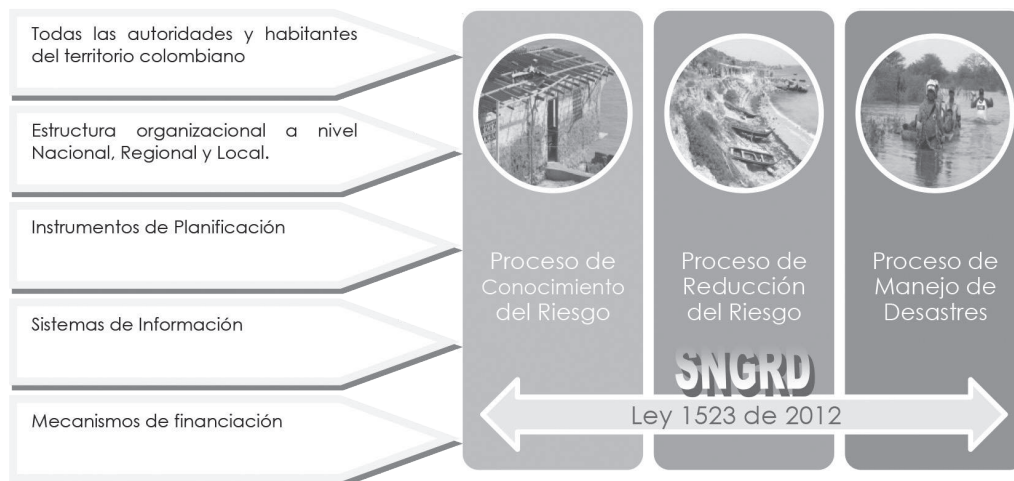 Todas las autoridades y habitantes
del territorio colombiano
Estructura organizacional a nivel
Nacional, Regional y Local.
Instrumentos de Planificación
Sistemas de Información
Mecanismos de financiación
Proceso de
Conocimiento
del Riesgo
Proceso de
Reducción
del Riesgo
Proceso de
Manejo de
Desastres
SNGRD
Ley 1523 de 2012